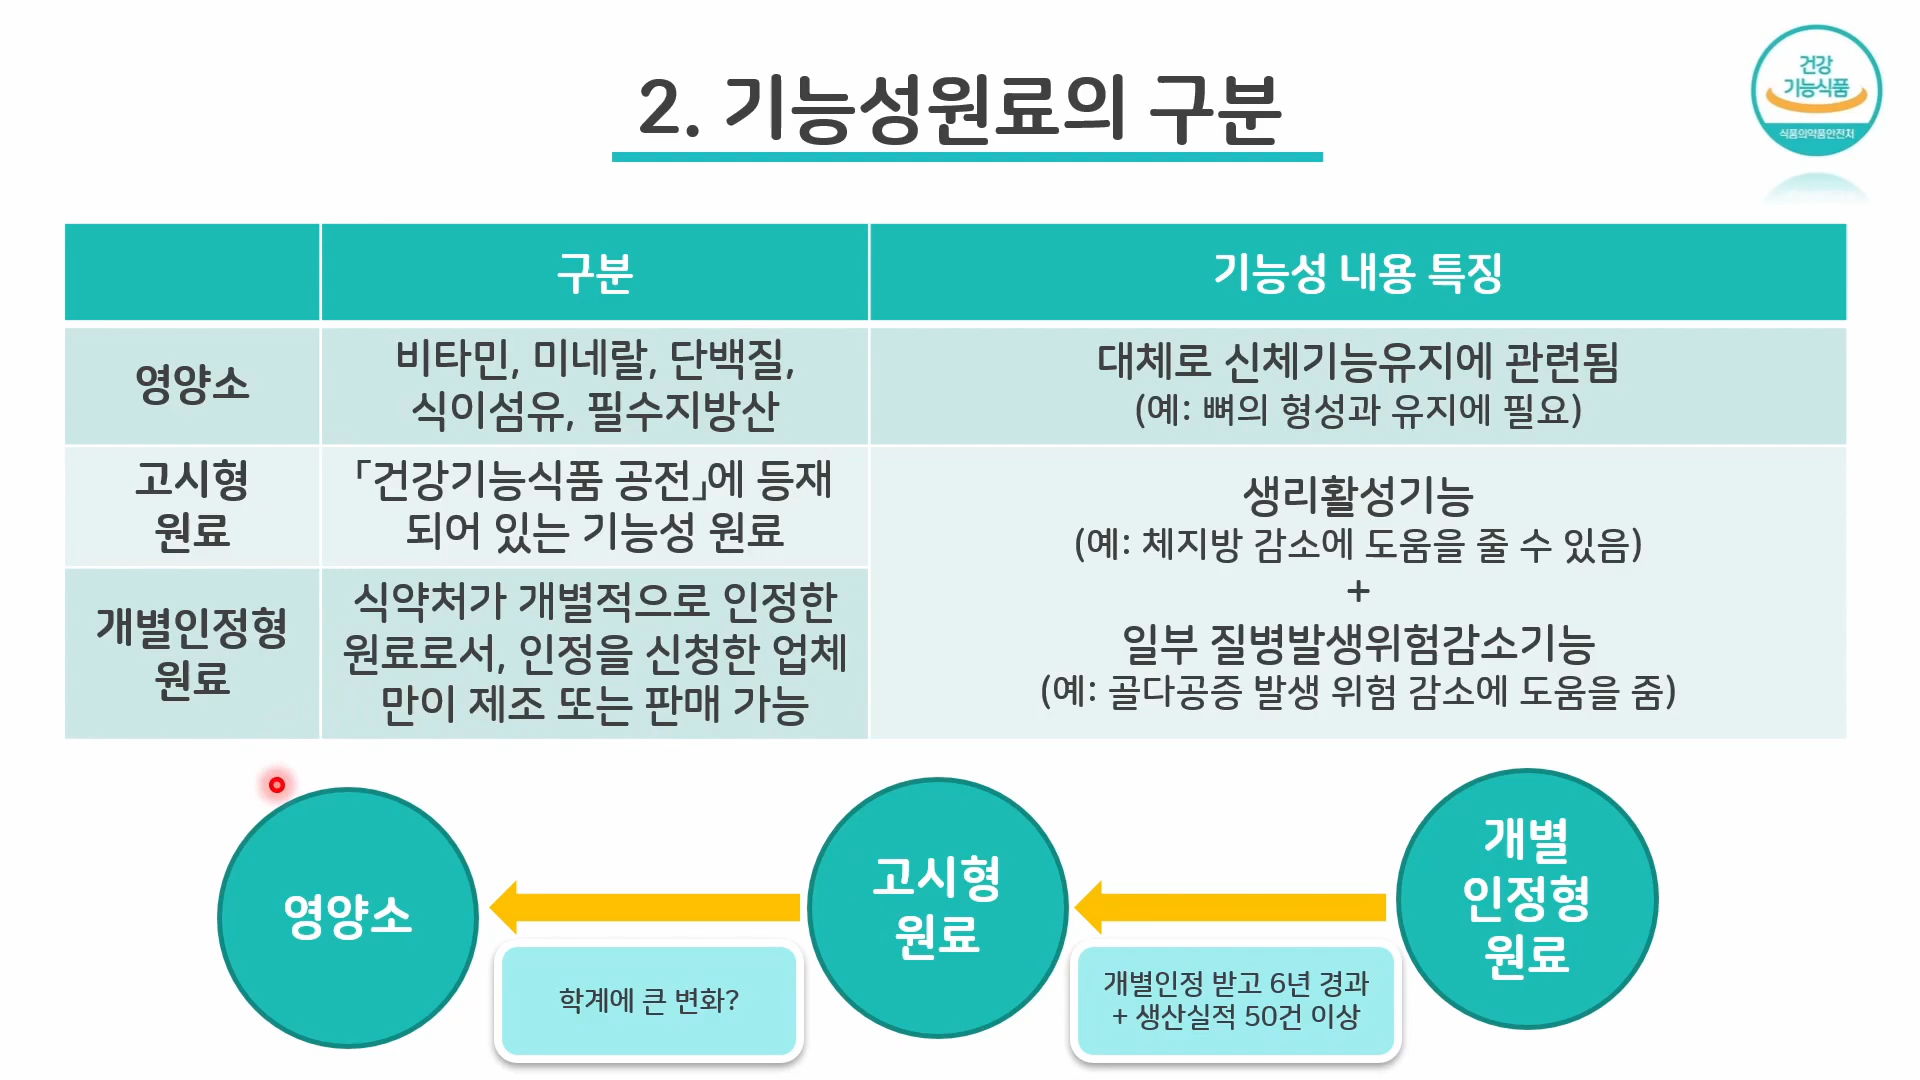 2. 기능성원료의 구분
건강
기능식품
식품의약품안전처
구분
기능성 내용 특징
영양소
비타민, 미네랄, 단백질,
식이섬유, 필수지방산
대체로 신체기능유지에 관련됨
(예: 뼈의 형성과 유지에 필요)
고시형
원료
「건강기능식품 공전」에 등재
되어 있는 기능성 원료
생리활성기능
(예: 체지방 감소에 도움을 줄 수 있음)
+
일부 질병발생위험감소기능
(예: 골다공증 발생 위험 감소에 도움을 줌)
개별인정형
원료
식약처가 개별적으로 인정한
원료로서, 인정을 신청한 업체
만이 제조 또는 판매 가능
영양소
학계에 큰 변화?
고시형
원료
개별인정 받고 6년 경과
+ 생산실적 50건 이상
개별
인정형
원료